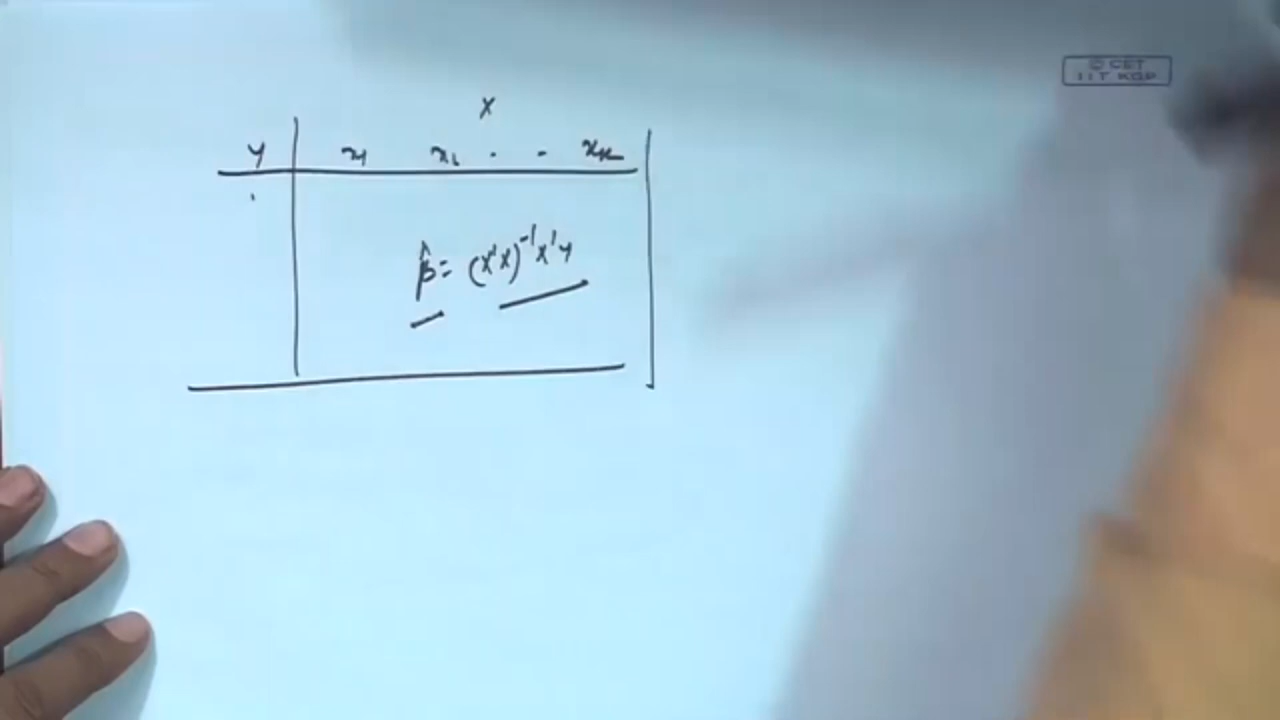 © CET
I.I.T. KGP
X
y x₁ x₂ . . xₖ
β̂ = (X'X)⁻¹X'y